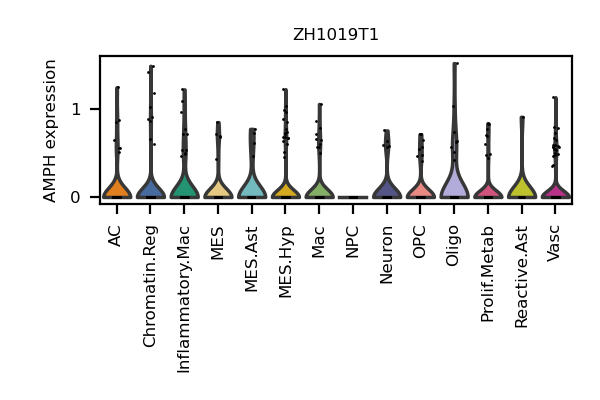 ZH1019T1
AMPH expression
1
0
AC
Chromatin.Reg
Inflammatory.Mac
MES
MES.Ast
MES.Hyp
Mac
NPC
Neuron
OPC
Oligo
Prolif.Metab
Reactive.Ast
Vasc